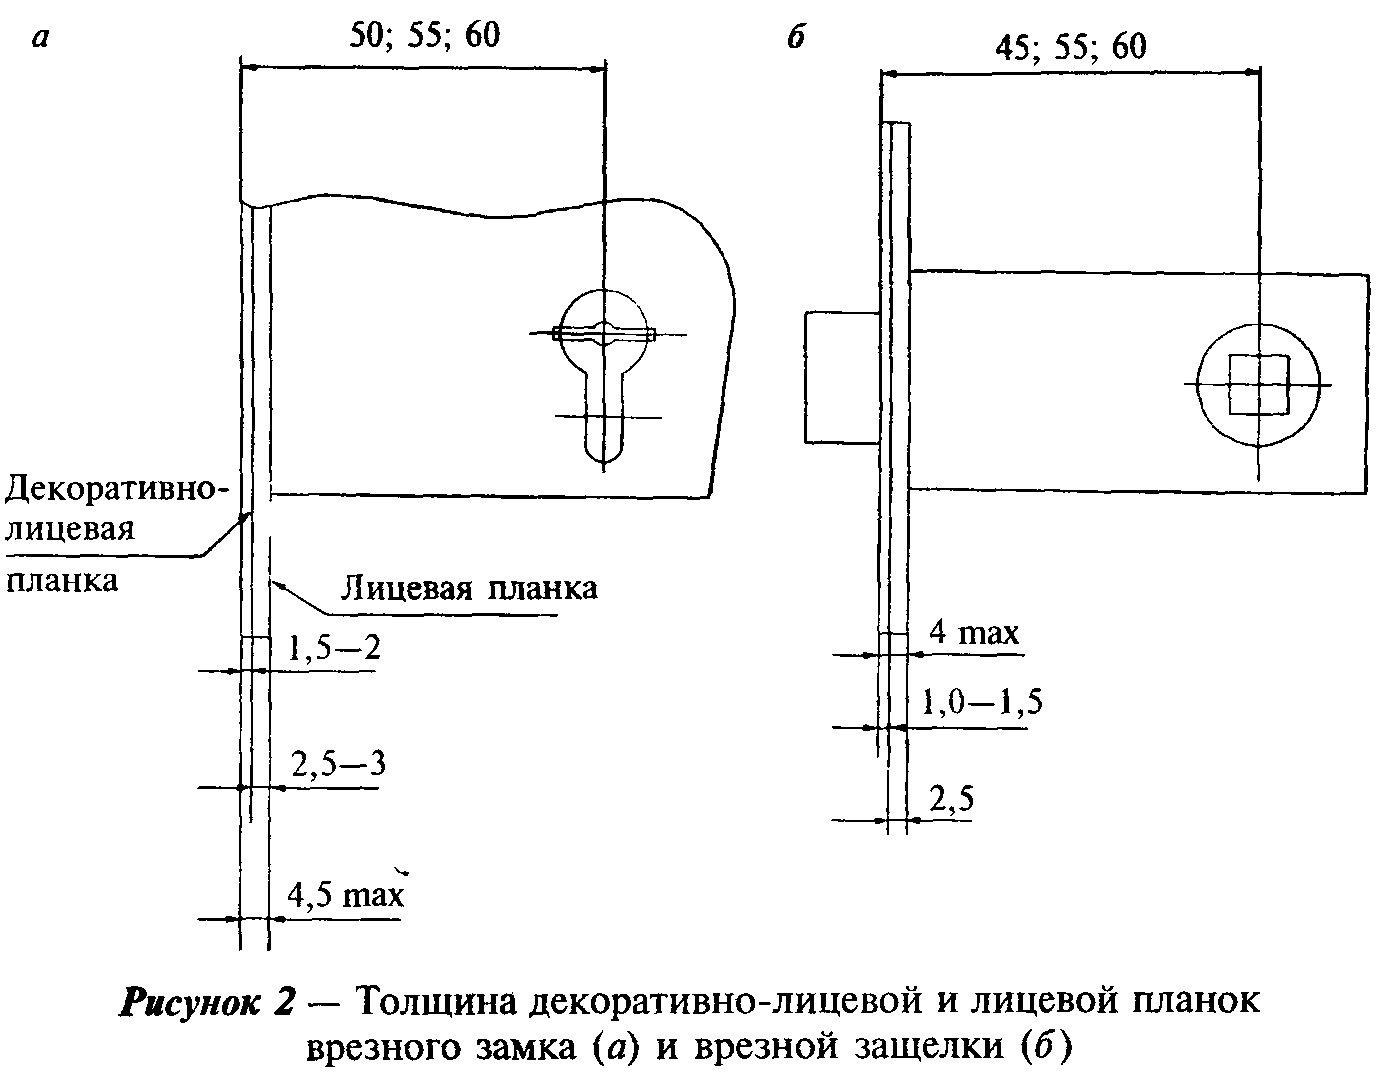 а
50; 55; 60
б
45; 55; 60
Декоративно-
лицевая
планка
Лицевая планка
1,5—2
2,5—3
4,5 max
4 max
1,0—1,5
2,5
Рисунок 2 — Толщина декоративно-лицевой и лицевой планок
врезного замка (а) и врезной защелки (б)